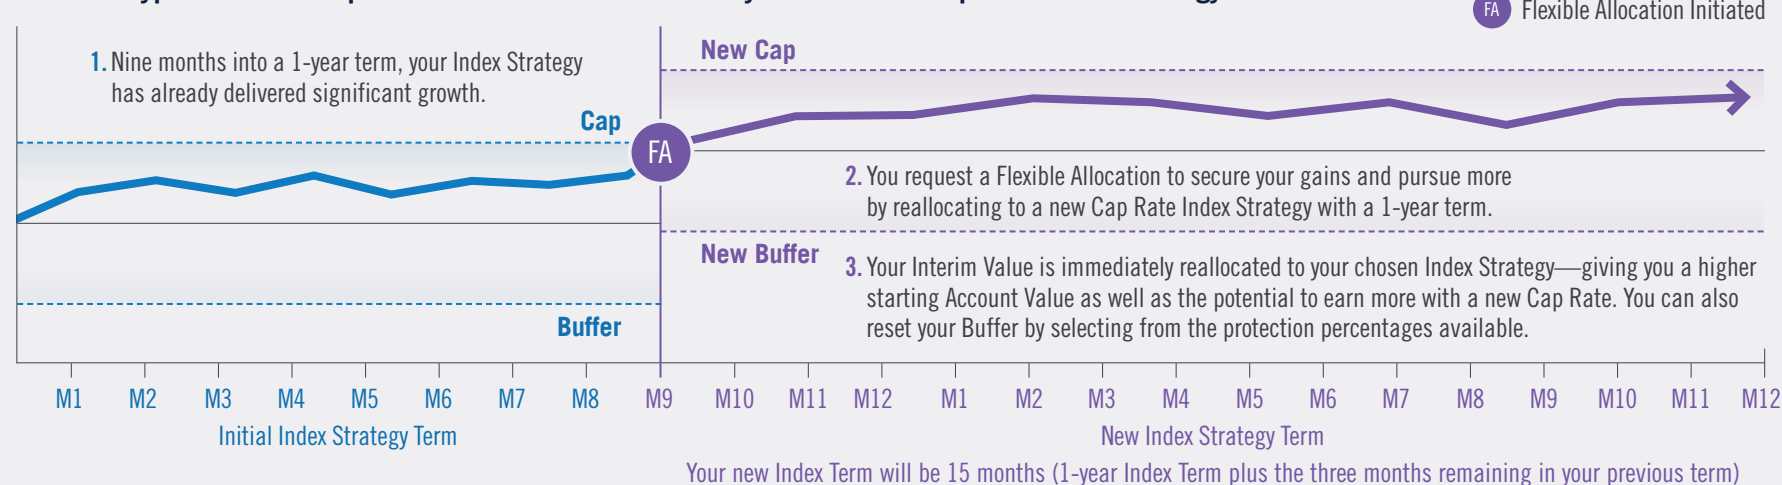 FA Flexible Allocation Initiated
1. Nine months into a 1-year term, your Index Strategy
has already delivered significant growth.
Cap
New Cap
FA
2. You request a Flexible Allocation to secure your gains and pursue more
by reallocating to a new Cap Rate Index Strategy with a 1-year term.
New Buffer
3. Your Interim Value is immediately reallocated to your chosen Index Strategy—giving you a higher
starting Account Value as well as the potential to earn more with a new Cap Rate. You can also
reset your Buffer by selecting from the protection percentages available.
Buffer
M1 M2 M3 M4 M5 M6 M7 M8 M9 M10 M11 M12 M1 M2 M3 M4 M5 M6 M7 M8 M9 M10 M11 M12
Initial Index Strategy Term
New Index Strategy Term
Your new Index Term will be 15 months (1-year Index Term plus the three months remaining in your previous term)